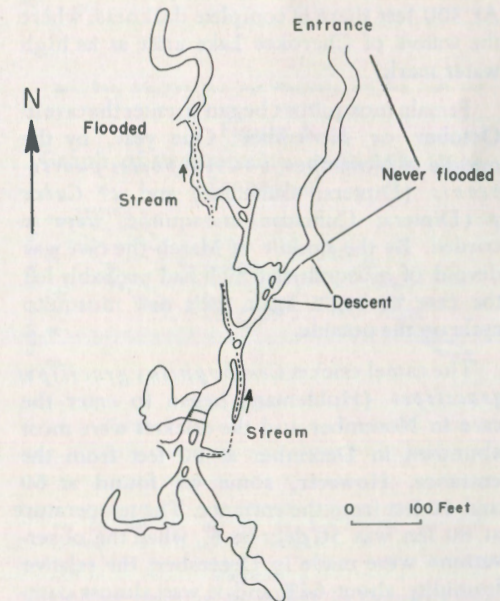 Entrance
N
Flooded
Never flooded
Stream
Descent
Stream
0 100 Feet